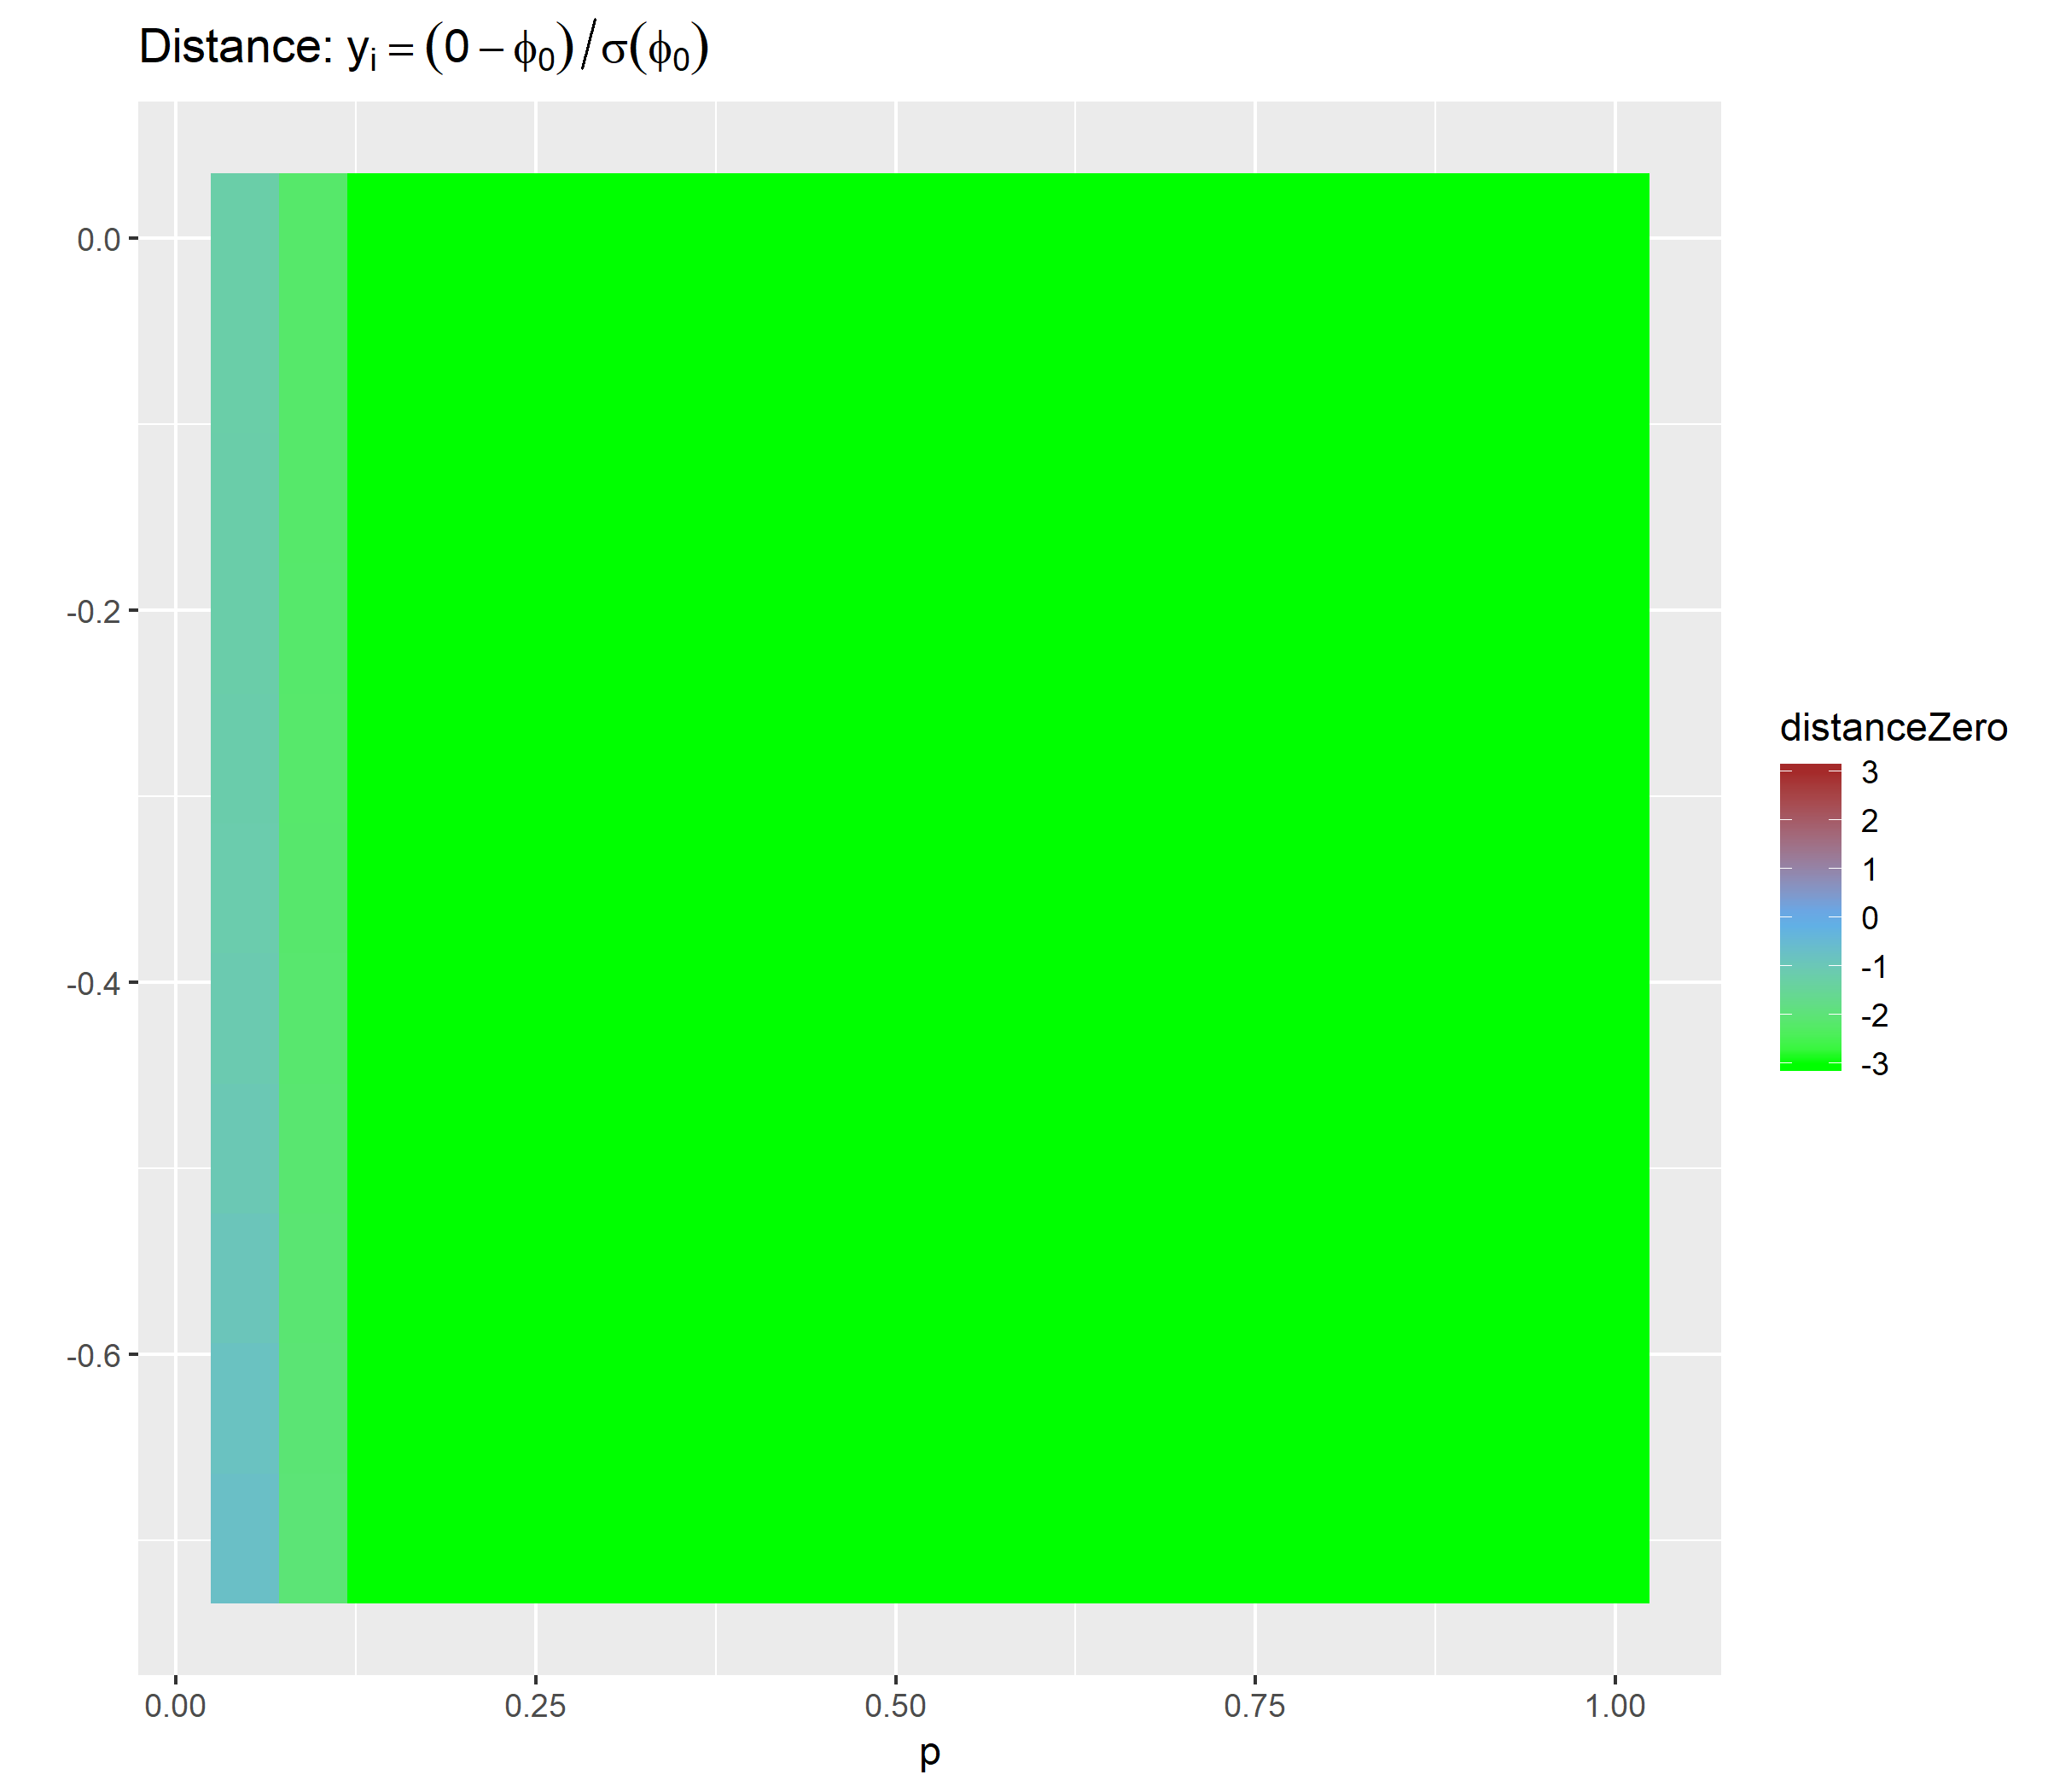 Distance: yᵢ = (0 − ϕ₀)/σ(ϕ₀)
0.0
-0.2
-0.4
-0.6
0.00 0.25 0.50 0.75 1.00
p
distanceZero
3
2
1
0
-1
-2
-3